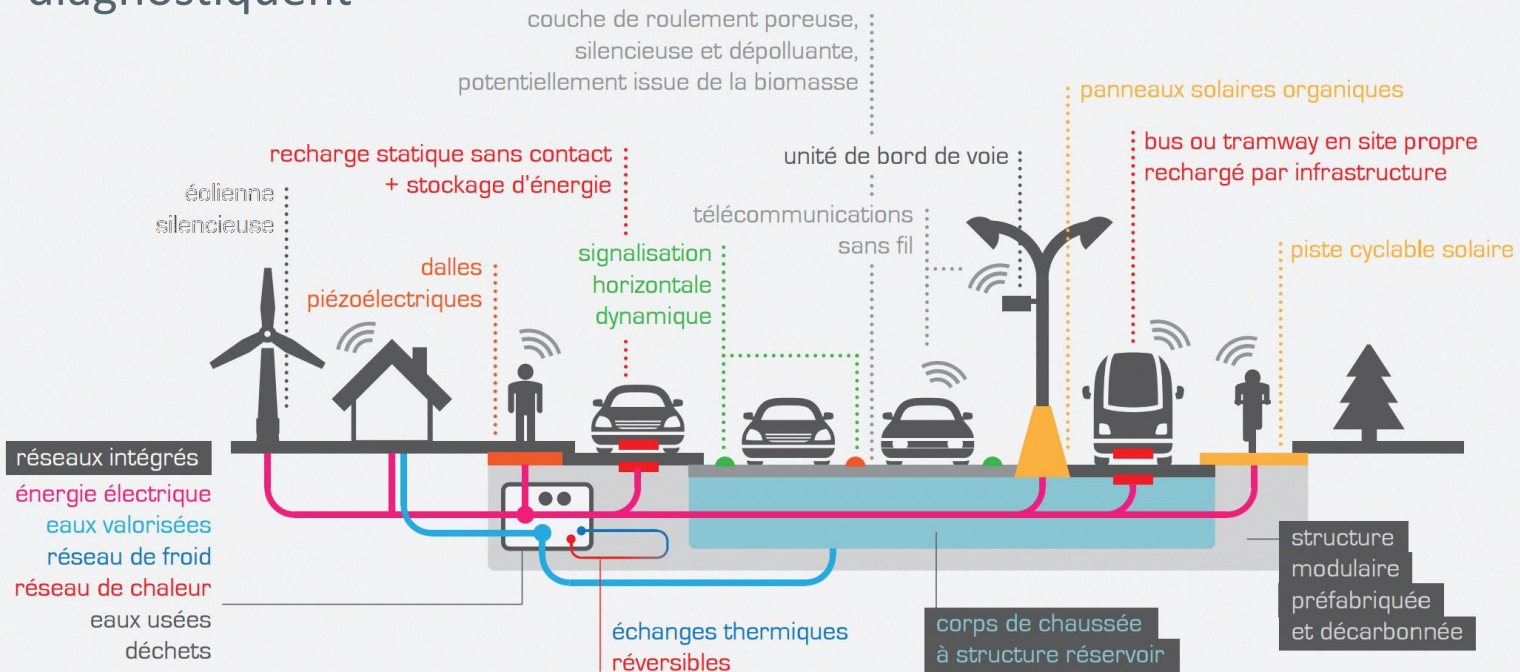 diagnostiquent
couche de roulement poreuse,
silencieuse et dépolluante,
potentiellement issue de la biomasse
panneaux solaires organiques
recharge statique sans contact
+ stockage d'énergie
unité de bord de voie
bus ou tramway en site propre
rechargé par infrastructure
éolienne
silencieuse
télécommunications
sans fil
signalisation
horizontale
dynamique
piste cyclable solaire
dalles
piézoélectriques
réseaux intégrés
énergie électrique
eaux valorisées
réseau de froid
réseau de chaleur
eaux usées
déchets
échanges thermiques
réversibles
corps de chaussée
à structure réservoir
structure
modulaire
préfabriquée
et décarbonnée